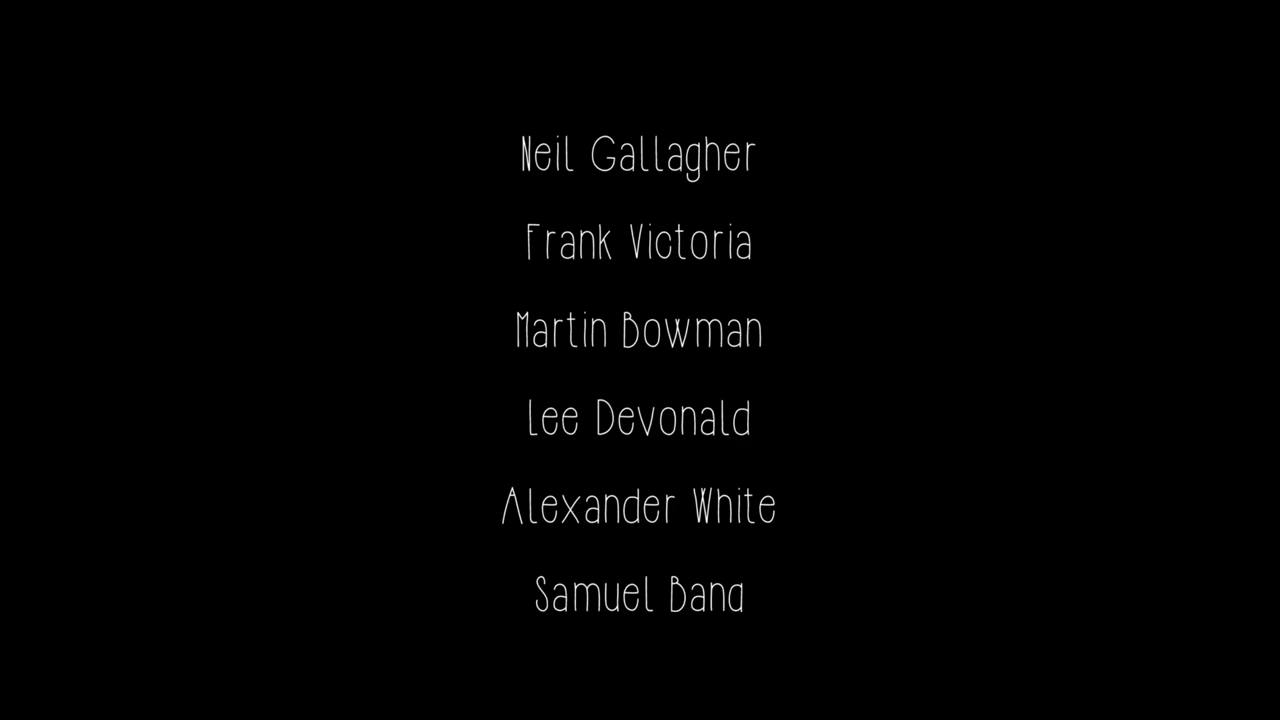 Neil Gallagher
Frank Victoria
Martin Bowman
Lee Devonald
Alexander White
Samuel Bang